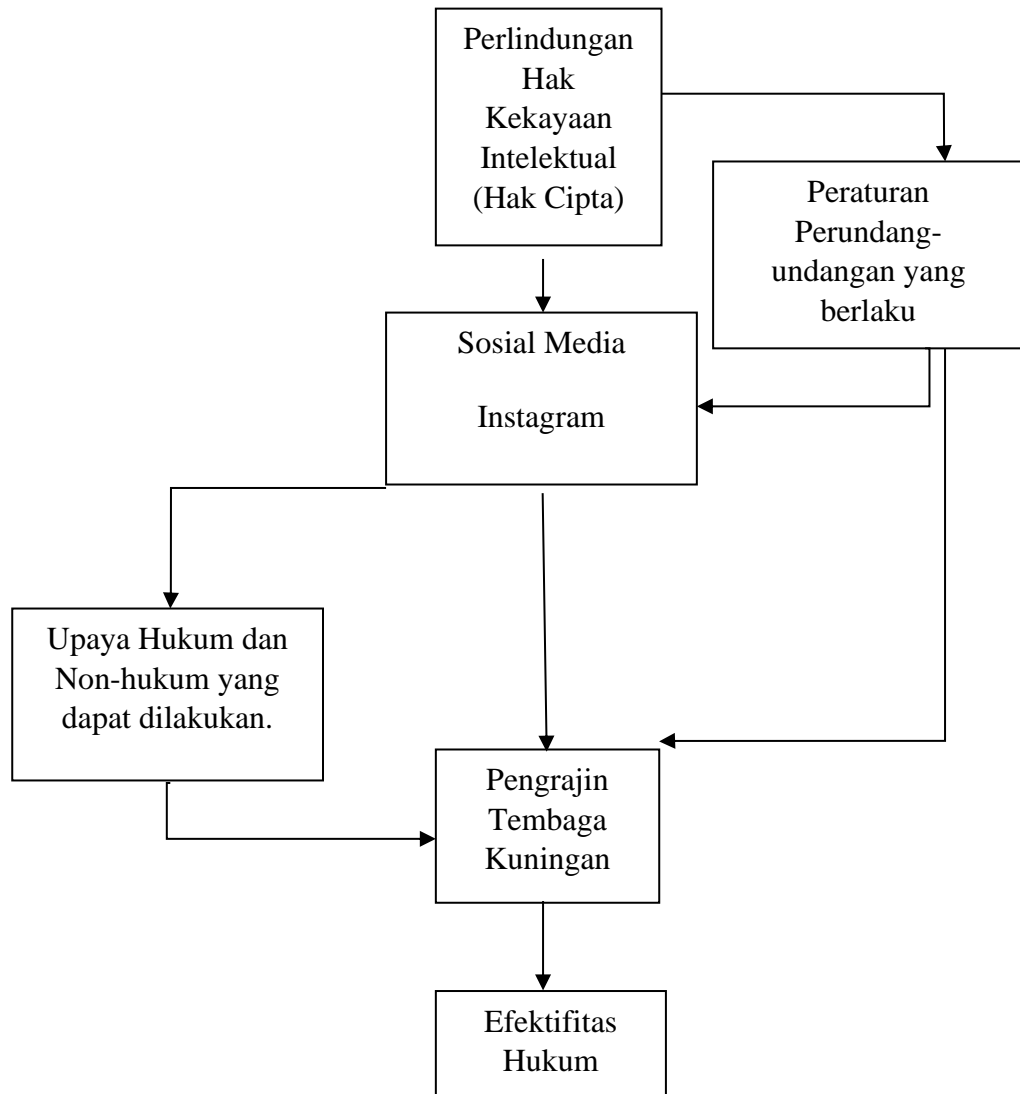 Perlindungan
Hak
Kekayaan
Intelektual
(Hak Cipta)
Peraturan
Perundang-
undangan yang
berlaku
Sosial Media
Instagram
Upaya Hukum dan
Non-hukum yang
dapat dilakukan.
Pengrajin
Tembaga
Kuningan
Efektifitas
Hukum